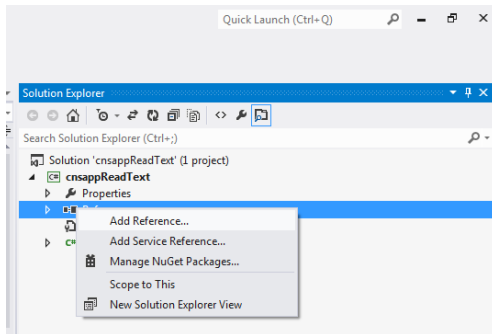 Quick Launch (Ctrl+Q)
Solution Explorer
Search Solution Explorer (Ctrl+;)
Solution 'cnsappReadText' (1 project)
C# cnsappReadText
Properties
Add Reference...
Add Service Reference...
C#
Manage NuGet Packages...
Scope to This
New Solution Explorer View